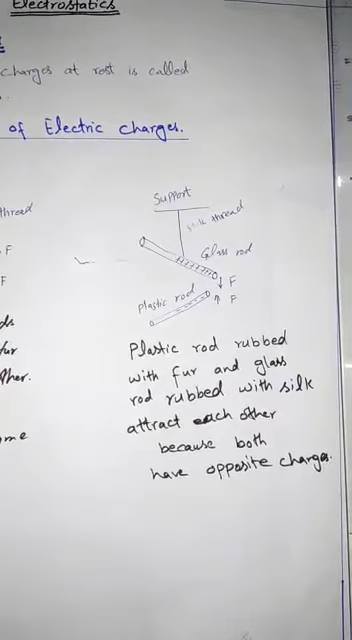 Electrostatics
charges at rest is called
of Electric charges.
thread
F
F
fur
Support
silk thread
Glass rod
F
Plastic rod
F
Plastic rod rubbed
with fur and glass
rod rubbed with silk
attract each other
because both
have opposite charges.